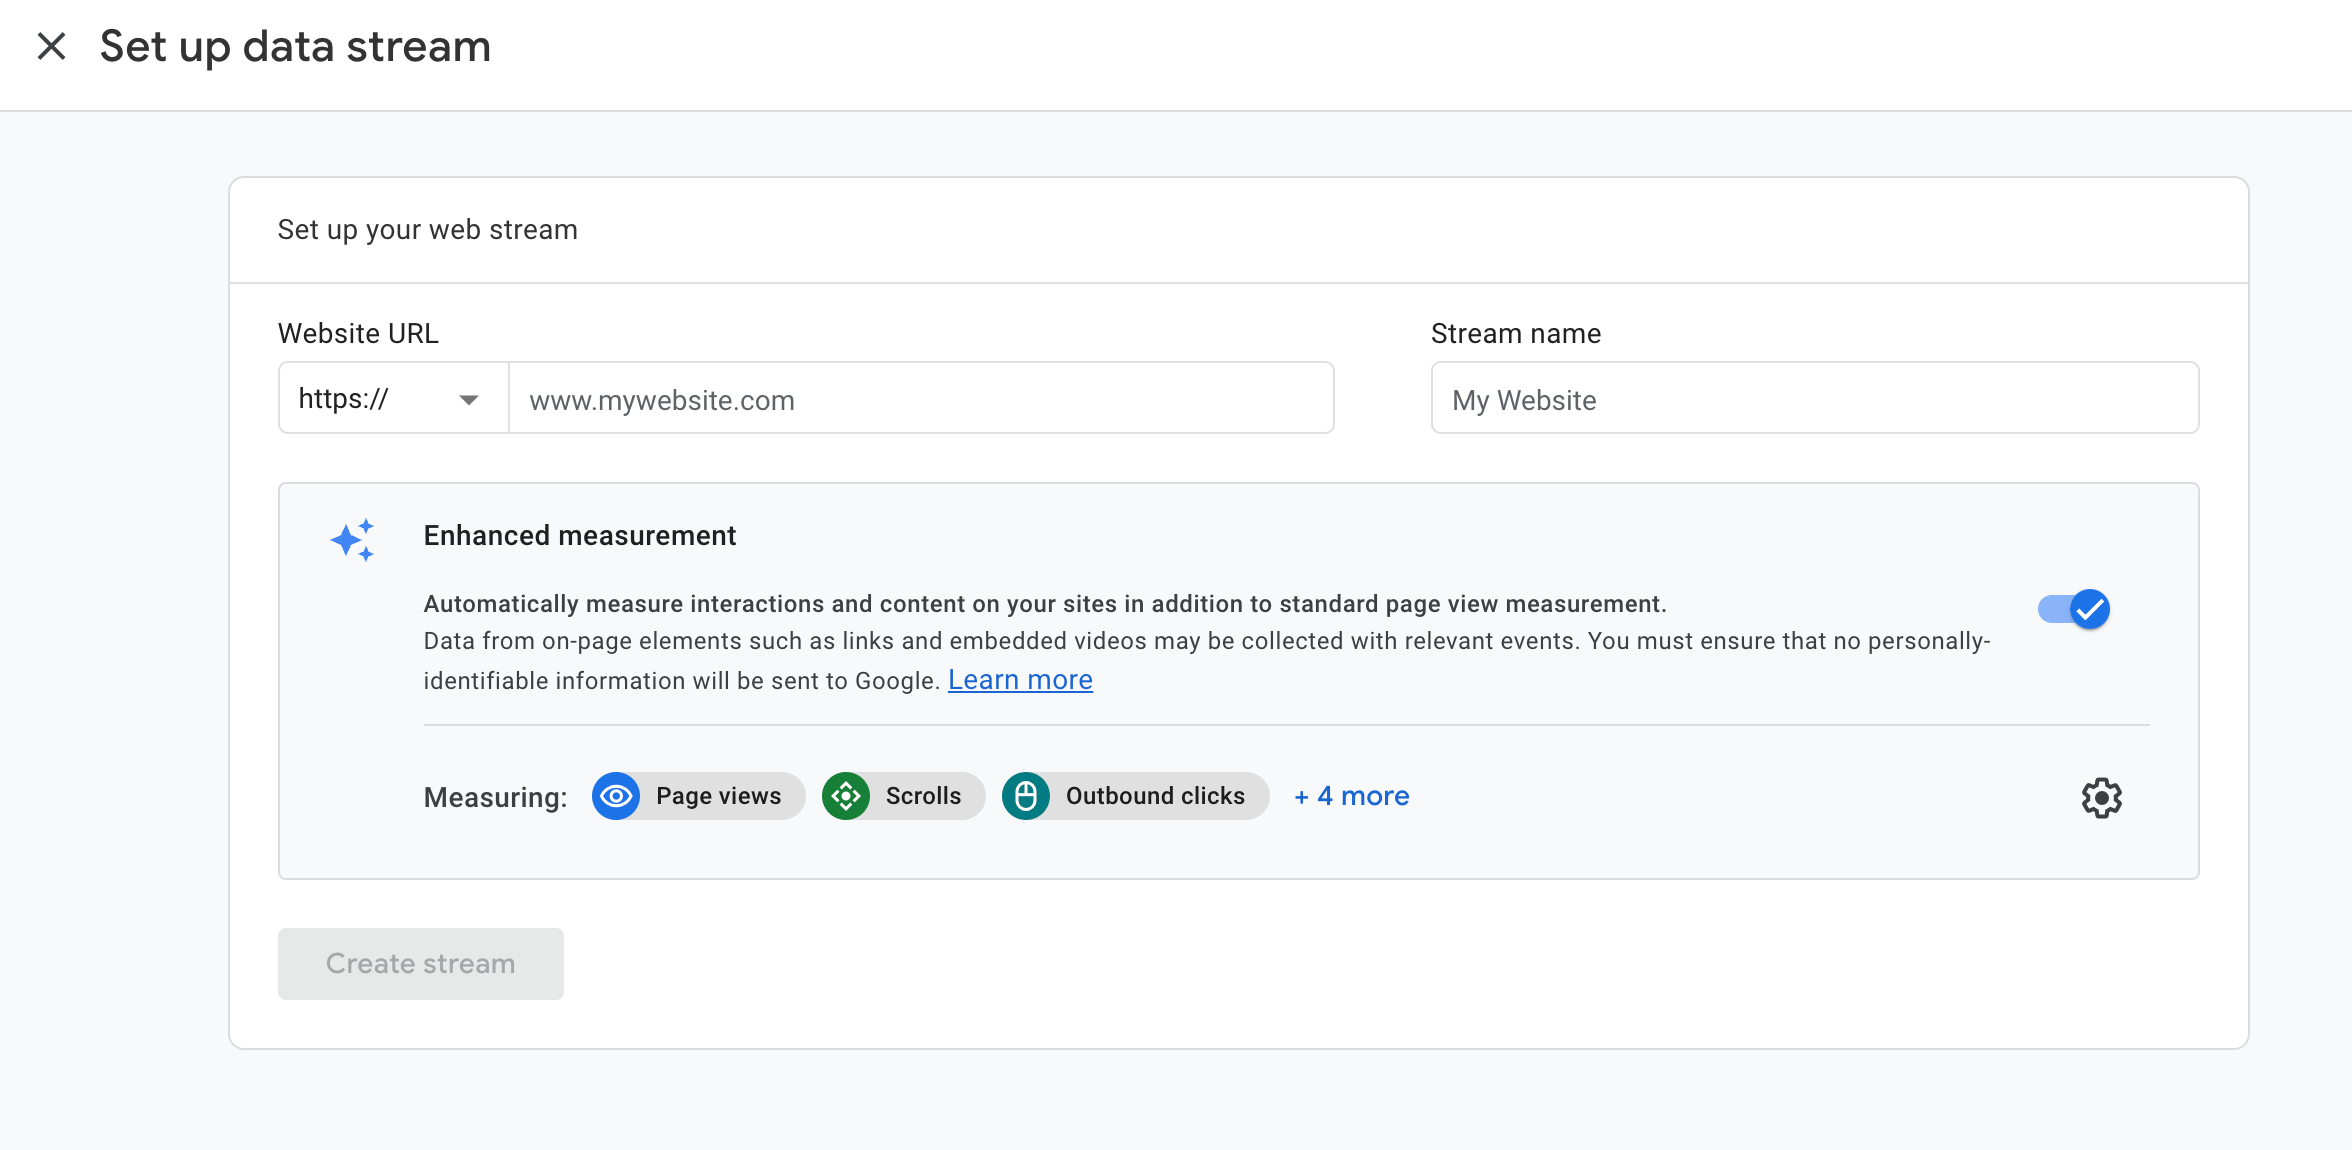 Set up data stream
Set up your web stream
Website URL
Stream name
https://
www.mywebsite.com
My Website
Enhanced measurement
Automatically measure interactions and content on your sites in addition to standard page view measurement.
Data from on-page elements such as links and embedded videos may be collected with relevant events. You must ensure that no personally-
identifiable information will be sent to Google. Learn more
Measuring:
Page views
Scrolls
Outbound clicks
+ 4 more
Create stream